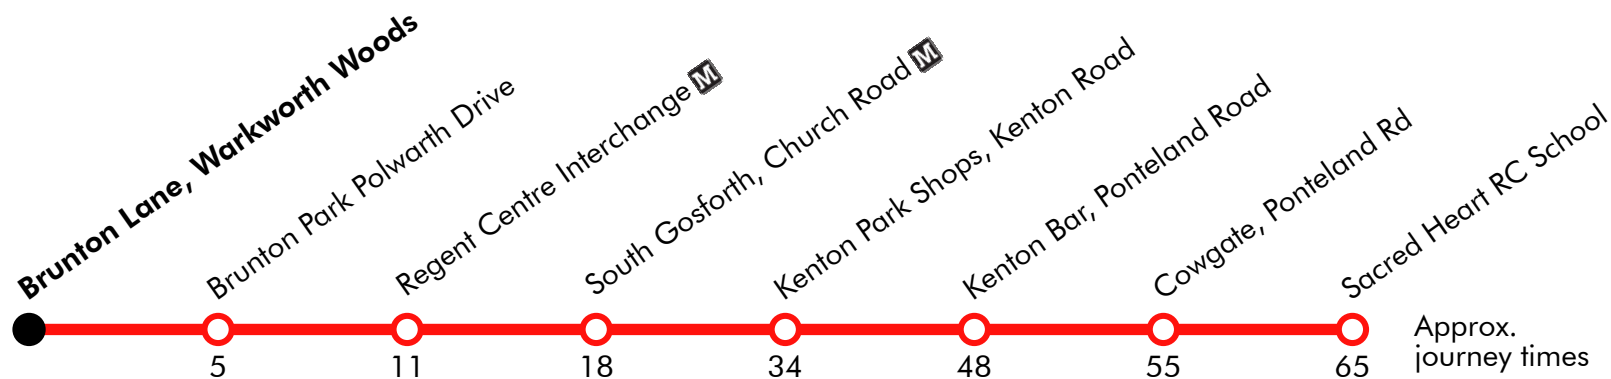 Brunton Lane, Warkworth Woods
Brunton Park Polwarth Drive
Regent Centre Interchange M
South Gosforth, Church Road M
Kenton Park Shops, Kenton Road
Kenton Bar, Ponteland Road
Cowgate, Ponteland Rd
Sacred Heart RC School
5 11 18 34 48 55 65
Approx.
journey times